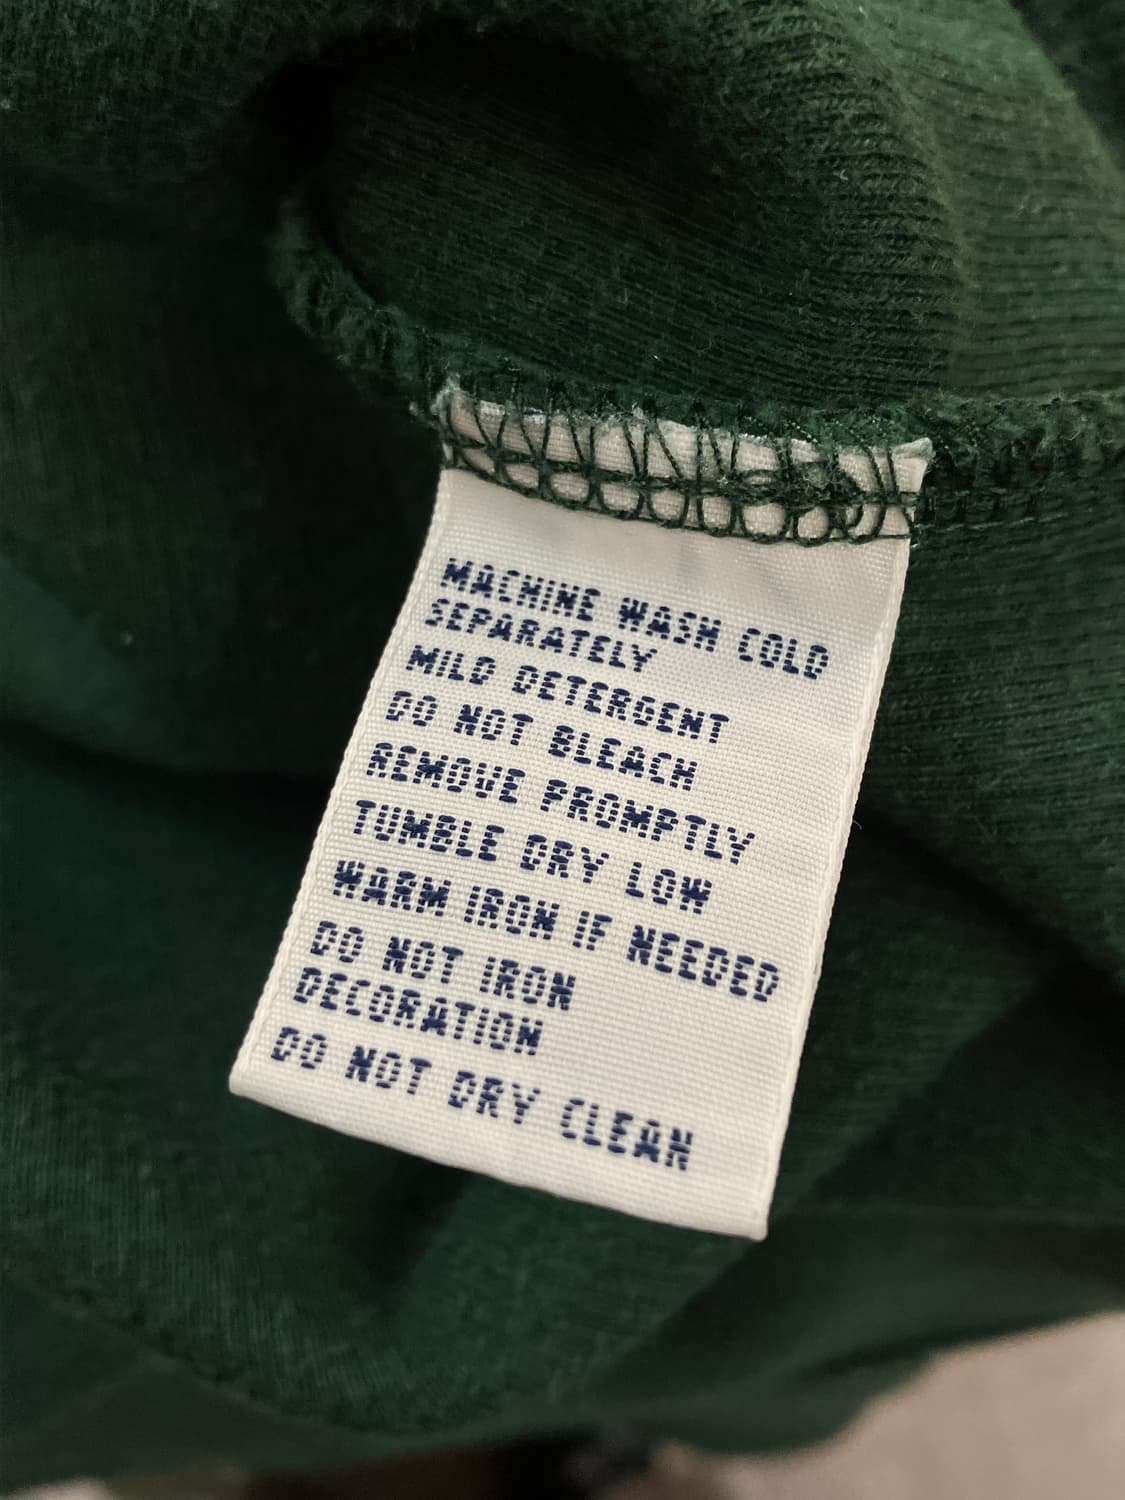 MACHINE WASH COLD
SEPARATELY
MILD DETERGENT
DO NOT BLEACH
REMOVE PROMPTLY
TUMBLE DRY LOW
WARM IRON IF NEEDED
DO NOT IRON
DECORATION
DO NOT DRY CLEAN